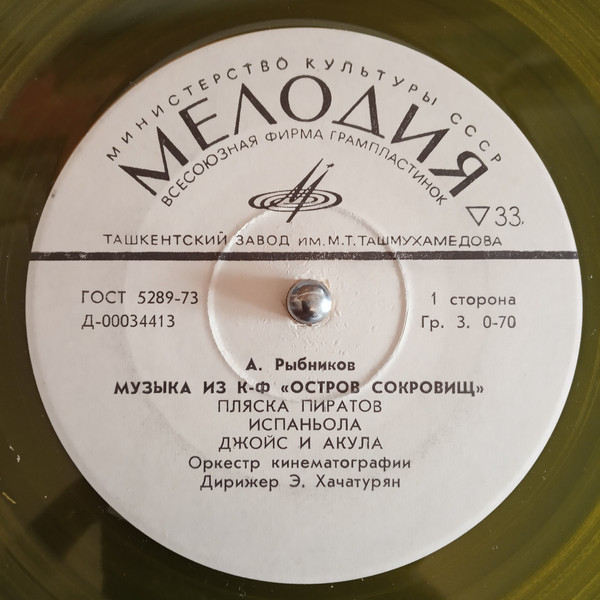 МИНИСТЕРСТВО КУЛЬТУРЫ СССР
МЕЛОДИЯ
ВСЕСОЮЗНАЯ ФИРМА ГРАМПЛАСТИНОК
33
ТАШКЕНТСКИЙ ЗАВОД ИМ. М.Т. ТАШМУХАМЕДОВА
ГОСТ 5289-73
Д-00034413
1 сторона
Гр. 3. 0-70
А. Рыбников
МУЗЫКА ИЗ К-Ф «ОСТРОВ СОКРОВИЩ»
ПЛЯСКА ПИРАТОВ
ИСПАНЬОЛА
ДЖОЙС И АКУЛА
Оркестр кинематографии
Дирижер Э. Хачатурян